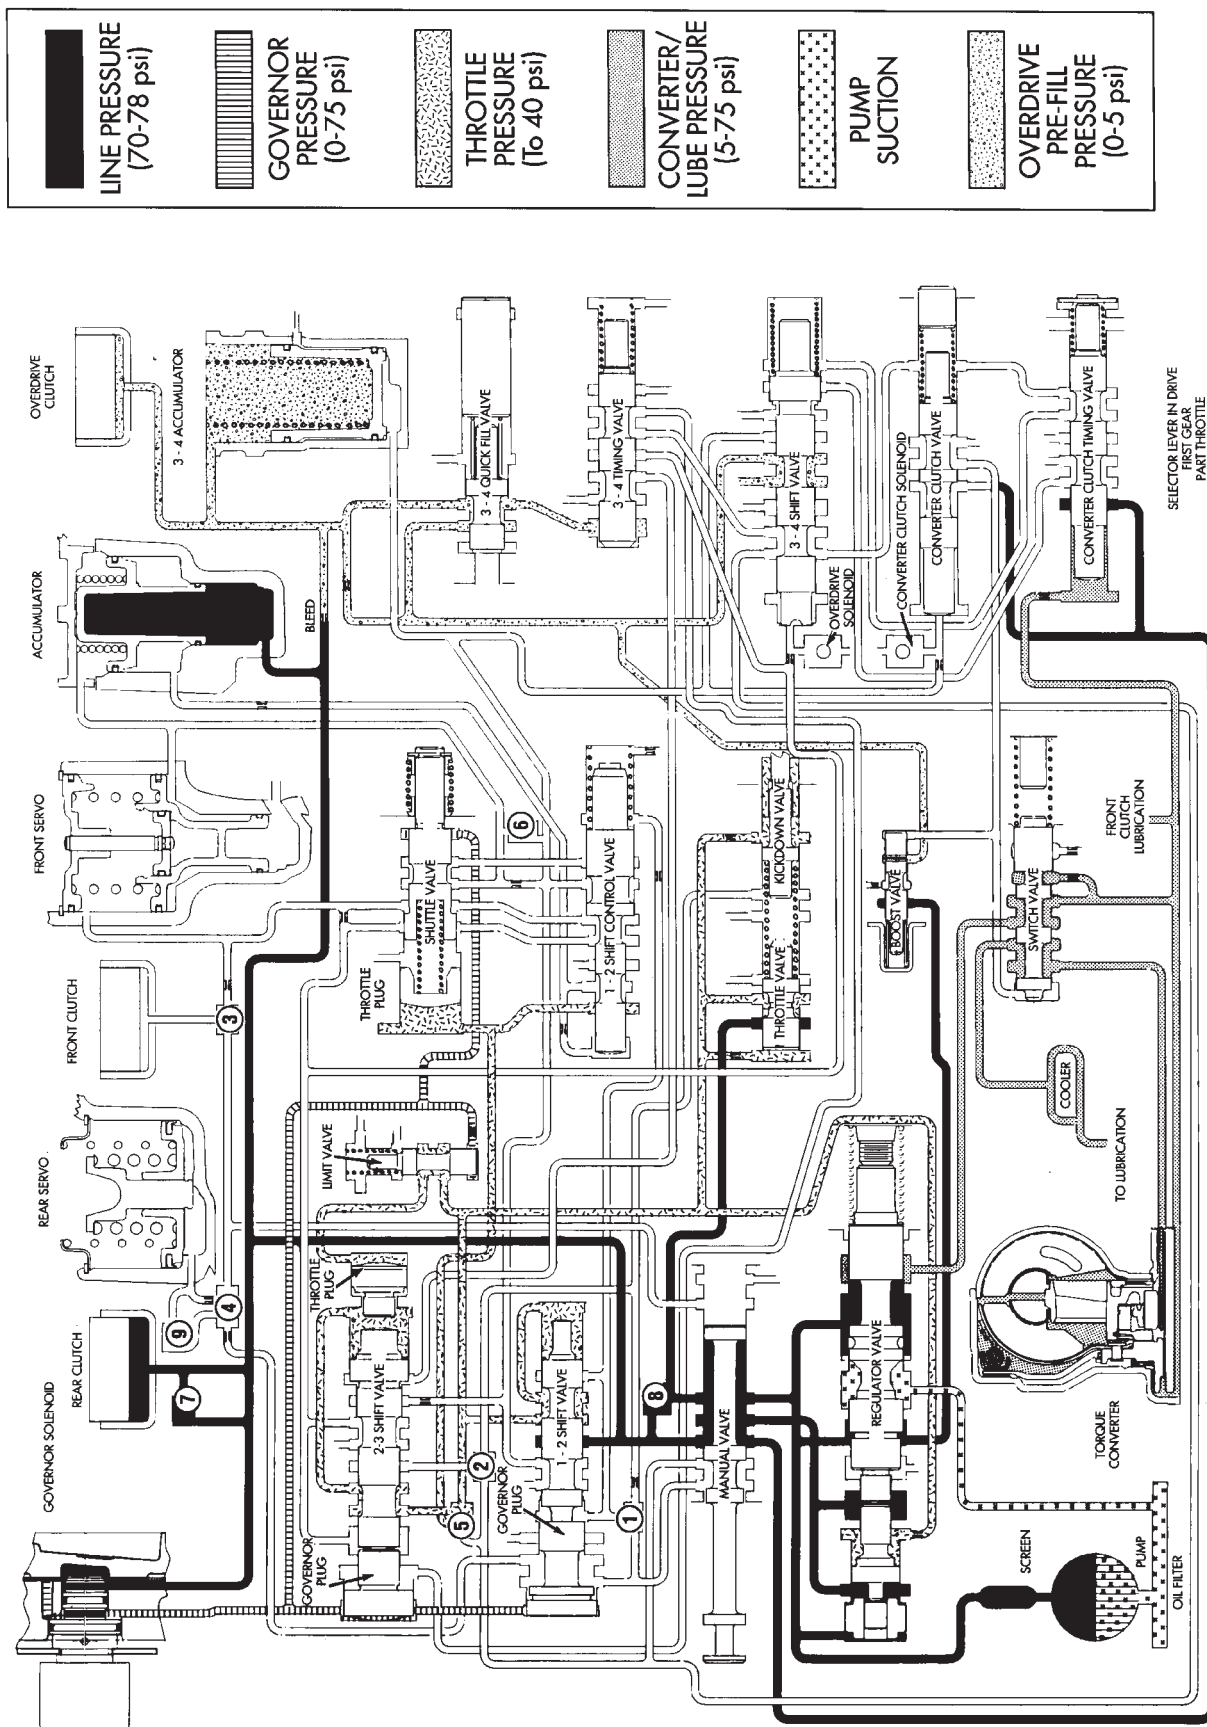 LINE PRESSURE
(70-78 psi)
GOVERNOR
PRESSURE
(0-75 psi)
THROTTLE
PRESSURE
(To 40 psi)
CONVERTER/
LUBE PRESSURE
(5-75 psi)
PUMP
SUCTION
OVERDRIVE
PRE-FILL
PRESSURE
(0-5 psi)
GOVERNOR SOLENOID
REAR CLUTCH
REAR SERVO
FRONT CLUTCH
FRONT SERVO
ACCUMULATOR
OVERDRIVE
CLUTCH
3 - 4 ACCUMULATOR
BLEED
7
9
4
3
GOVERNOR
PLUG
2-3 SHIFT VALVE
THROTTLE
PLUG
LIMIT VALVE
THROTTLE
PLUG
SHUTTLE VALVE
3 - 4 QUICK FILL VALVE
5
2
6
GOVERNOR
PLUG
1
- 2 SHIFT VALVE
1 - 2 SHIFT CONTROL VALVE
3 - 4 TIMING VALVE
8
MANUAL VALVE
THROTTLE VALVE
KICKDOWN VALVE
3 - 4 SHIFT VALVE
OVERDRIVE
SOLENOID
REGULATOR VALVE
BOOST VALVE
CONVERTER CLUTCH SOLENOID
CONVERTER CLUTCH VALVE
SCREEN
PUMP
OIL FILTER
TORQUE
CONVERTER
TO LUBRICATION
COOLER
SWITCH VALVE
FRONT
CLUTCH
LUBRICATION
CONVERTER CLUTCH TIMING VALVE
SELECTOR LEVER IN DRIVE
FIRST GEAR
PART THROTTLE